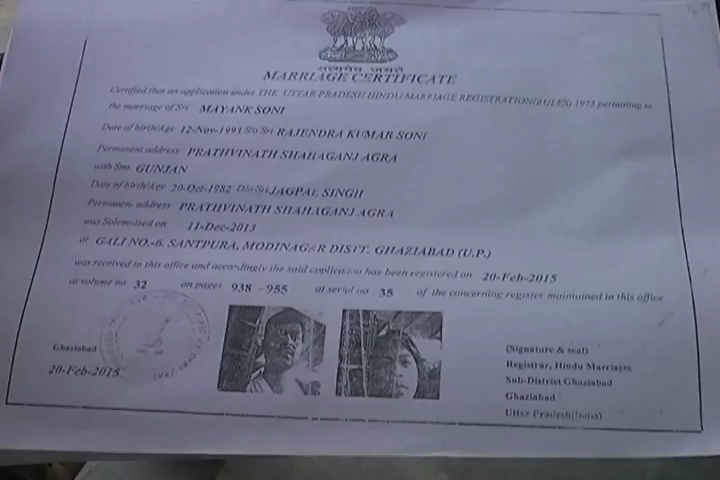 सत्यमेव जयते
MARRIAGE CERTIFICATE
Certified that an application under THE UTTAR PRADESH HINDU MARRIAGE REGISTRATION(RULES) 1973 pertaining to
the marriage of Sri. MAYANK SONI
Date of birth/Age 12-Nov-1993 S/o Sri RAJENDRA KUMAR SONI
Permanent address PRATHVINATH SHAHAGANJ AGRA
with Smt. GUNJAN
Date of birth/Age 20-Oct-1982 D/o Sri JAGPAL SINGH
Permanent address PRATHVINATH SHAHAGANJ AGRA
was Solemnized on 11-Dec-2013
at GALI NO.-6. SANTPURA, MODINAGAR DISTT. GHAZIABAD (U.P.)
was received in this office and accordingly the said application has been registered on 20-Feb-2015
at volume no 32 on pages 938 - 955 at serial no 35 of the concerning register maintained in this office
Ghaziabad
20-Feb-2015
(Signature & seal)
Registrar, Hindu Marriages
Sub-District Ghaziabad
Ghaziabad
Uttar Pradesh(India)